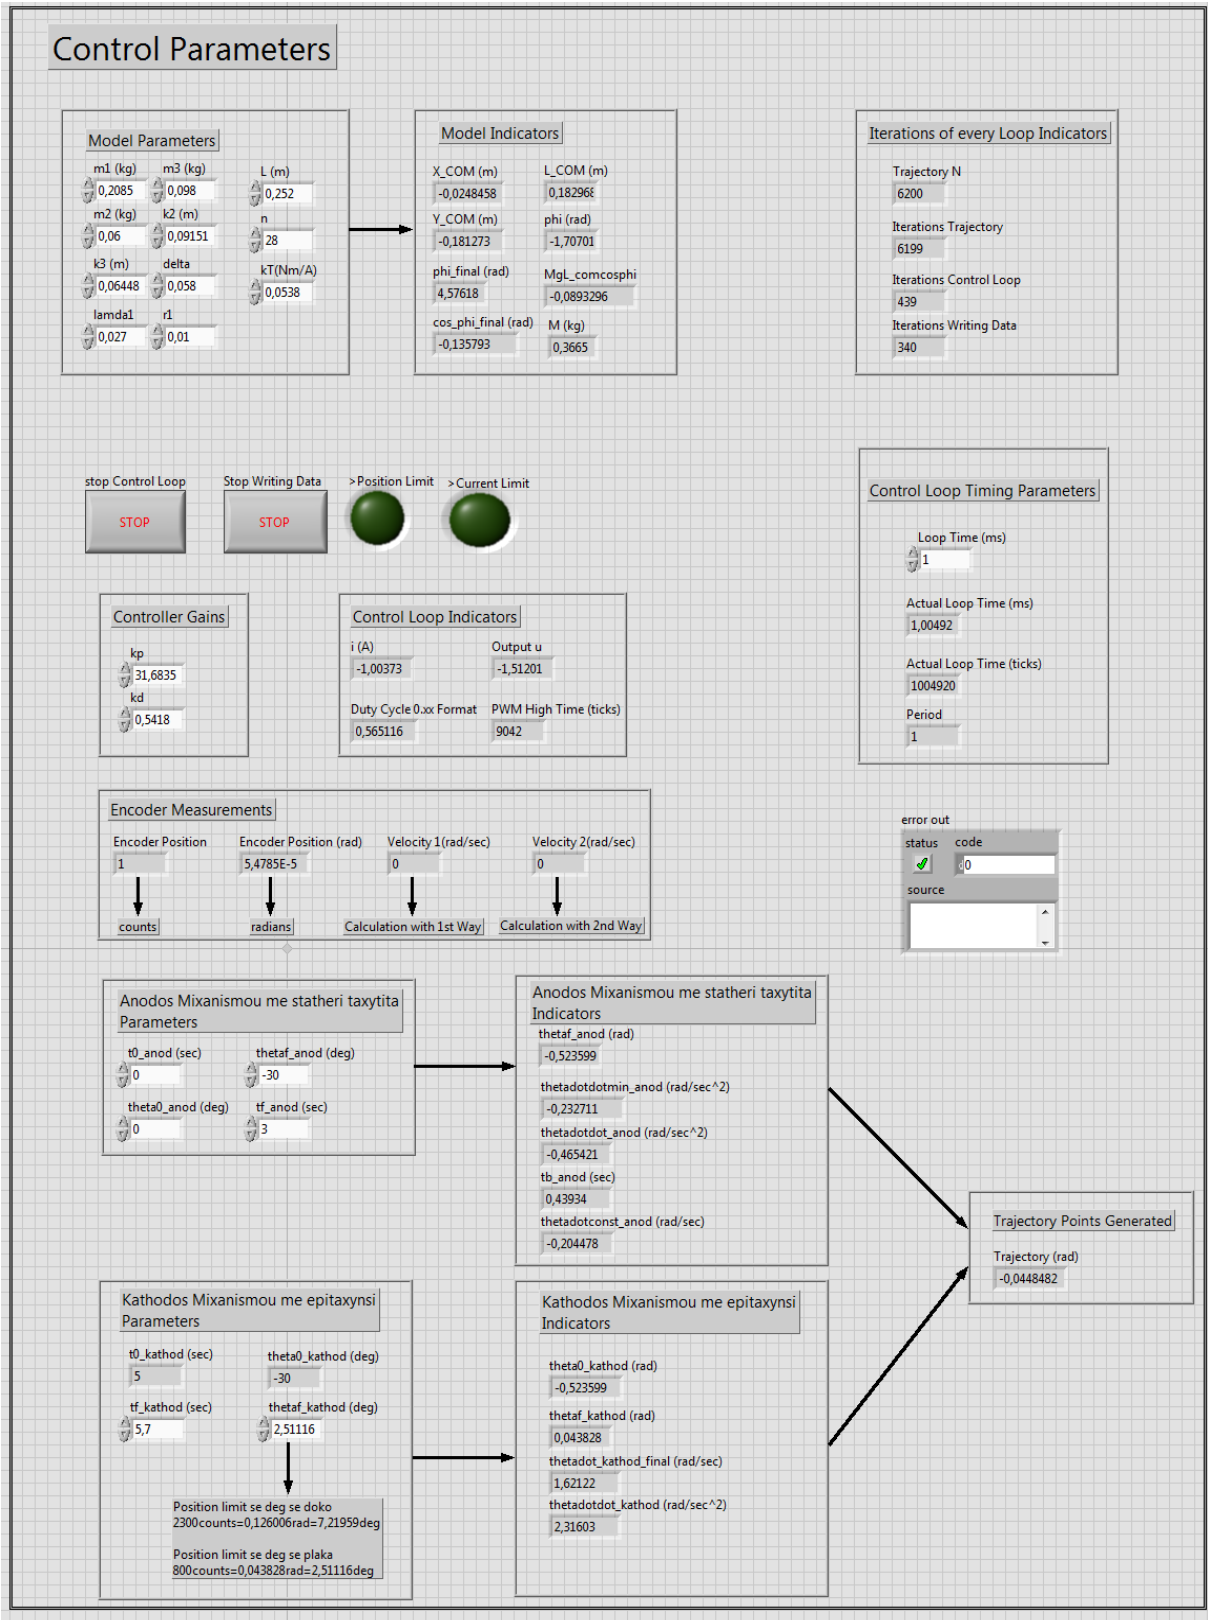 Control Parameters
Model Parameters
m1 (kg) m3 (kg) L (m)
0,2085 0,098 0,252
m2 (kg) k2 (m) n
0,06 0,09151 28
k3 (m) delta kT(Nm/A)
0,06448 0,058 0,0538
lamda1 r1
0,027 0,01
Model Indicators
X_COM (m) L_COM (m)
-0,0248458 0,182968
Y_COM (m) phi (rad)
-0,181273 -1,70701
phi_final (rad) MgL_comcosphi
4,57618 -0,0893296
cos_phi_final (rad) M (kg)
-0,135793 0,3665
Iterations of every Loop Indicators
Trajectory N
6200
Iterations Trajectory
6199
Iterations Control Loop
439
Iterations Writing Data
340
stop Control Loop Stop Writing Data >Position Limit >Current Limit
STOP STOP
Control Loop Timing Parameters
Loop Time (ms)
1
Actual Loop Time (ms)
1,00492
Actual Loop Time (ticks)
1004920
Period
1
Controller Gains
kp
31,6835
kd
0,5418
Control Loop Indicators
i (A) Output u
-1,00373 -1,51201
Duty Cycle 0.xx Format PWM High Time (ticks)
0,565116 9042
Encoder Measurements
Encoder Position Encoder Position (rad) Velocity 1(rad/sec) Velocity 2(rad/sec)
1 5,4785E-5 0 0
counts radians Calculation with 1st Way Calculation with 2nd Way
error out
status code
d0
source
Anodos Mixanismou me statheri taxytita
Parameters
t0_anod (sec) thetaf_anod (deg)
0 -30
theta0_anod (deg) tf_anod (sec)
0 3
Anodos Mixanismou me statheri taxytita
Indicators
thetaf_anod (rad)
-0,523599
thetadotdotmin_anod (rad/sec^2)
-0,232711
thetadotdot_anod (rad/sec^2)
-0,465421
tb_anod (sec)
0,43934
thetadotconst_anod (rad/sec)
-0,204478
Trajectory Points Generated
Trajectory (rad)
-0,0448482
Kathodos Mixanismou me epitaxynsi
Parameters
t0_kathod (sec) theta0_kathod (deg)
5 -30
tf_kathod (sec) thetaf_kathod (deg)
5,7 2,51116
Position limit se deg se doko
2300counts=0,126006rad=7,21959deg
Position limit se deg se plaka
800counts=0,043828rad=2,51116deg
Kathodos Mixanismou me epitaxynsi
Indicators
theta0_kathod (rad)
-0,523599
thetaf_kathod (rad)
0,043828
thetadot_kathod_final (rad/sec)
1,62122
thetadotdot_kathod (rad/sec^2)
2,31603